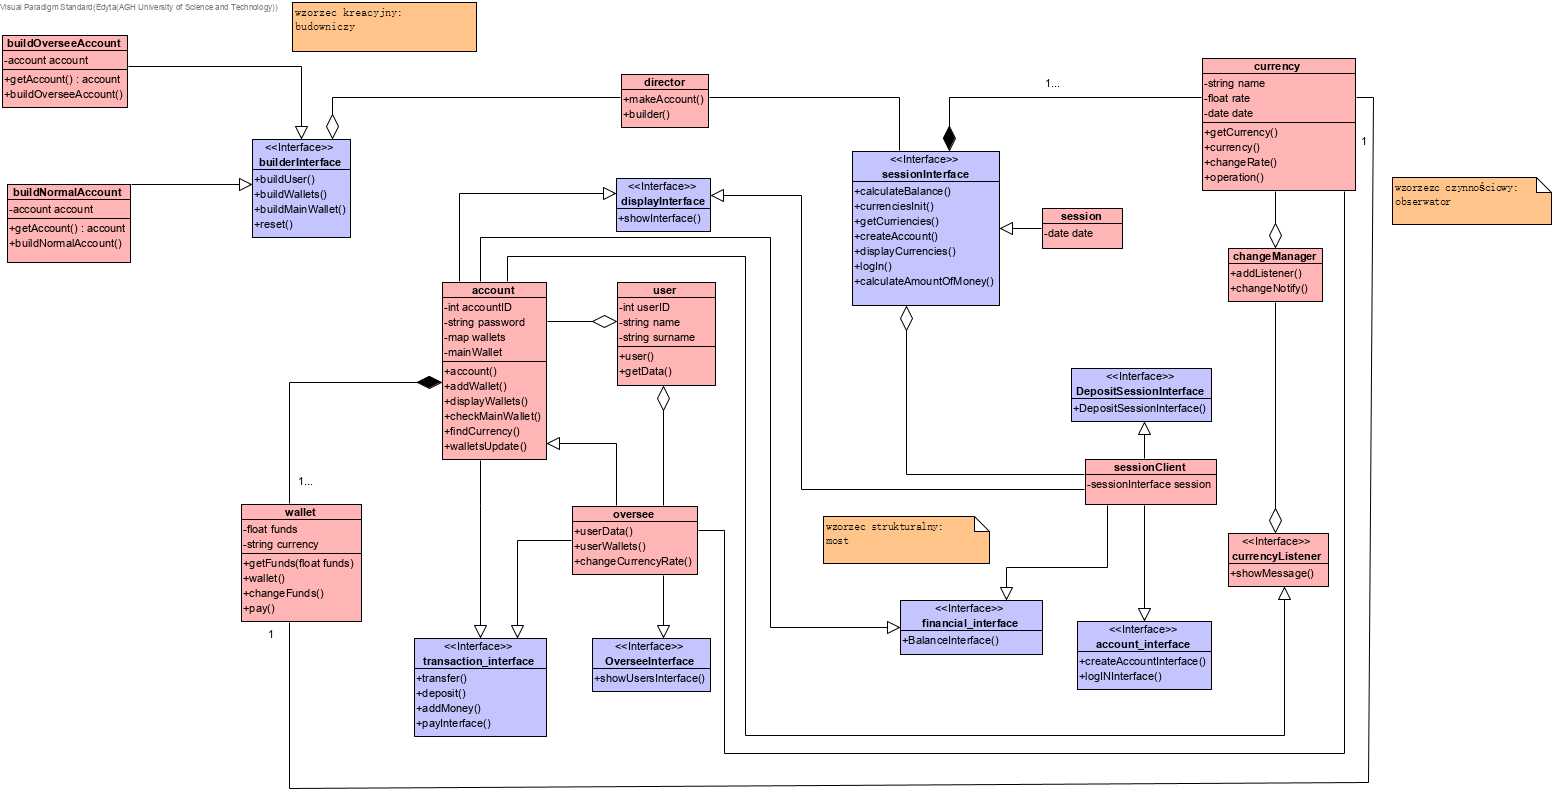 Visual Paradigm Standard(Edyta(AGH University of Science and Technology))
wzorzec kreacyjny:
budowniczy
buildOverseeAccount
-account account
+getAccount() : account
+buildOverseeAccount()
director
+makeAccount()
+builder()
currency
-string name
-float rate
-date date
+getCurrency()
+currency()
+changeRate()
+operation()
1...
1
<<Interface>>
builderInterface
+buildUser()
+buildWallets()
+buildMainWallet()
+reset()
buildNormalAccount
-account account
+getAccount() : account
+buildNormalAccount()
<<Interface>>
displayInterface
+showInterface()
<<Interface>>
sessionInterface
+calculateBalance()
+currenciesInit()
+getCurriencies()
+createAccount()
+displayCurrencies()
+logIn()
+calculateAmountOfMoney()
session
-date date
wzorzezc czynnościowy:
obserwator
changeManager
+addListener()
+changeNotify()
account
-int accountID
-string password
-map wallets
-mainWallet
+account()
+addWallet()
+displayWallets()
+checkMainWallet()
+findCurrency()
+walletsUpdate()
user
-int userID
-string name
-string surname
+user()
+getData()
<<Interface>>
DepositSessionInterface
+DepositSessionInterface()
sessionClient
-sessionInterface session
1...
wallet
-float funds
-string currency
+getFunds(float funds)
+wallet()
+changeFunds()
+pay()
1
oversee
+userData()
+userWallets()
+changeCurrencyRate()
wzorzec strukturalny:
most
<<Interface>>
currencyListener
+showMessage()
<<Interface>>
financial_interface
+BalanceInterface()
<<Interface>>
account_interface
+createAccountInterface()
+logINInterface()
<<Interface>>
transaction_interface
+transfer()
+deposit()
+addMoney()
+payInterface()
<<Interface>>
OverseeInterface
+showUsersInterface()